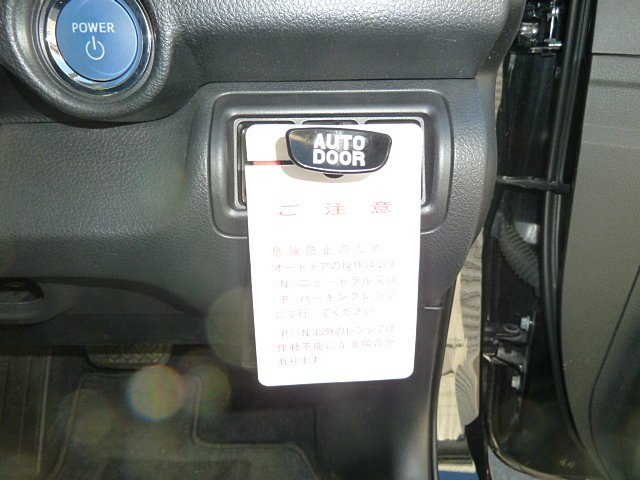 POWER
AUTO
DOOR
ご注意
危険防止のため
オートドアの操作は必ず
N:ニュートラル又は
P:パーキングレンジ
にて行ってください
P、N以外のレンジでは
作動不能になる場合が
有ります